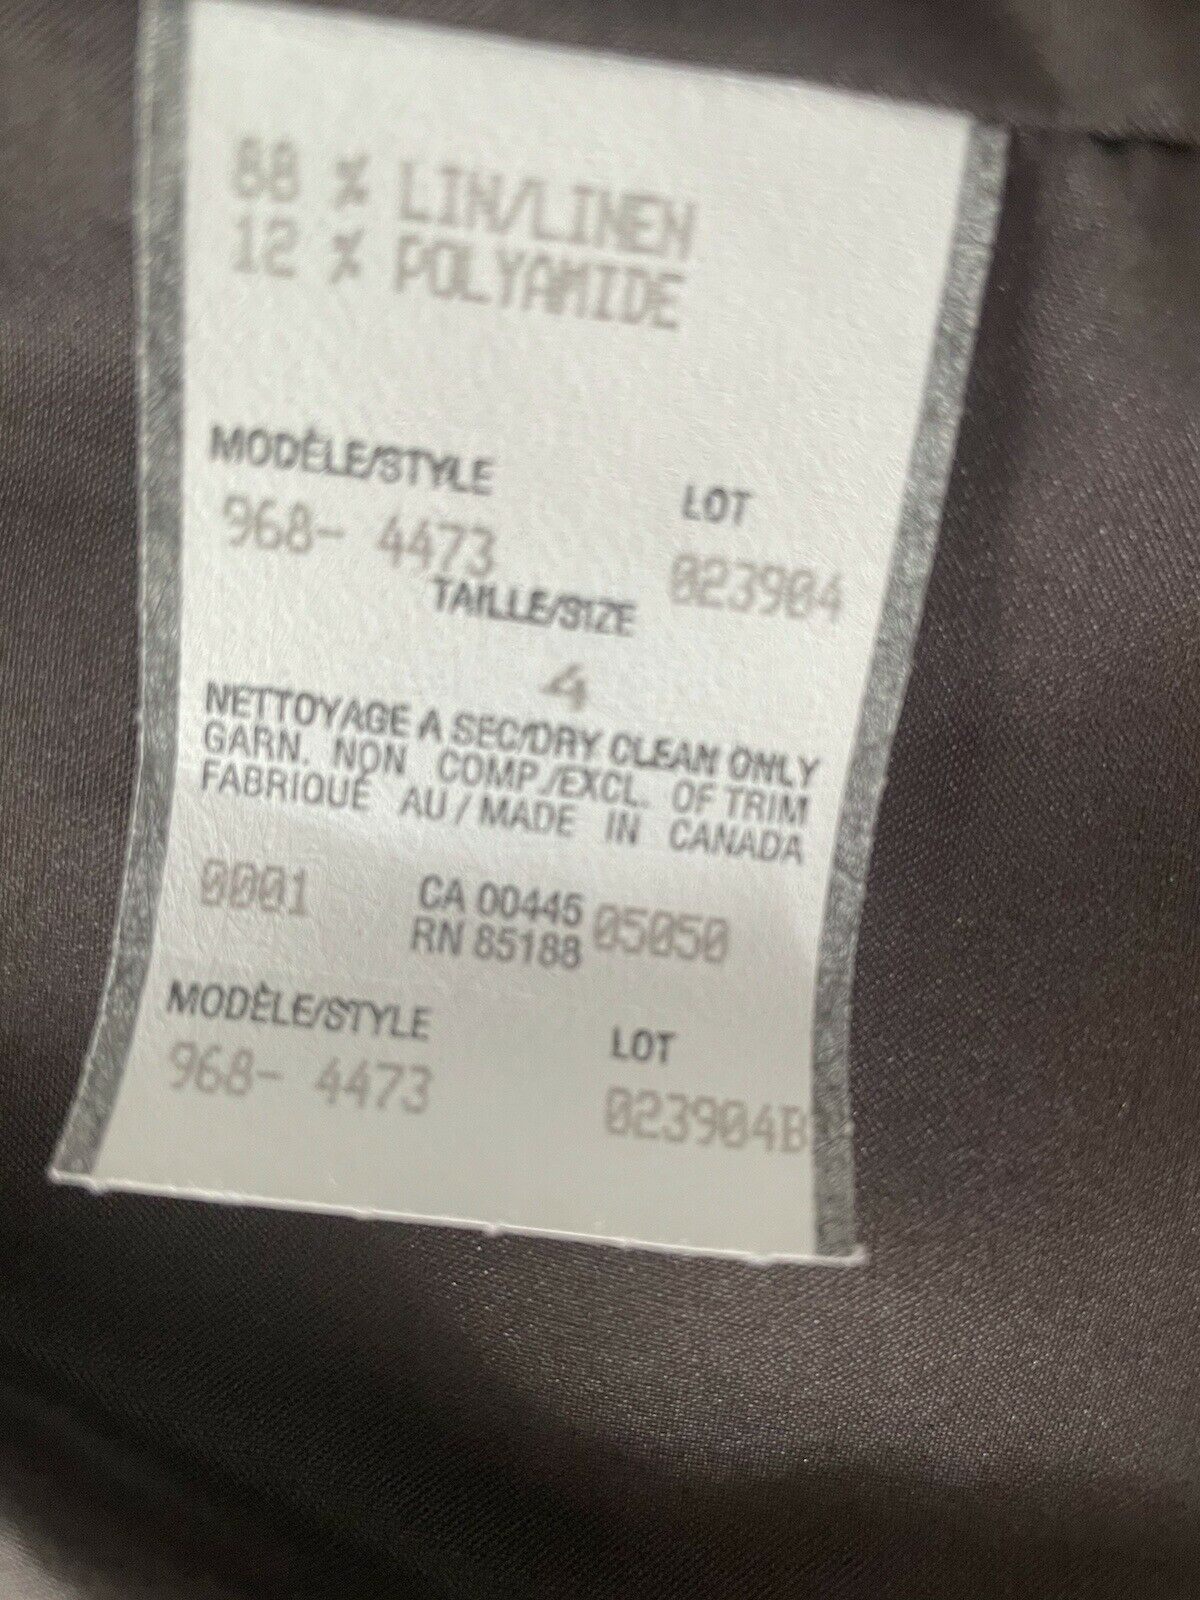 88 % LIN/LINEN
12 % POLYAMIDE
MODÈLE/STYLE LOT
968- 4473 023904
TAILLE/SIZE
4
NETTOYAGE A SEC/DRY CLEAN ONLY
GARN. NON COMP./EXCL. OF TRIM
FABRIQUÉ AU / MADE IN CANADA
0001 CA 00445 05050
RN 85188
MODÈLE/STYLE LOT
968- 4473 023904B